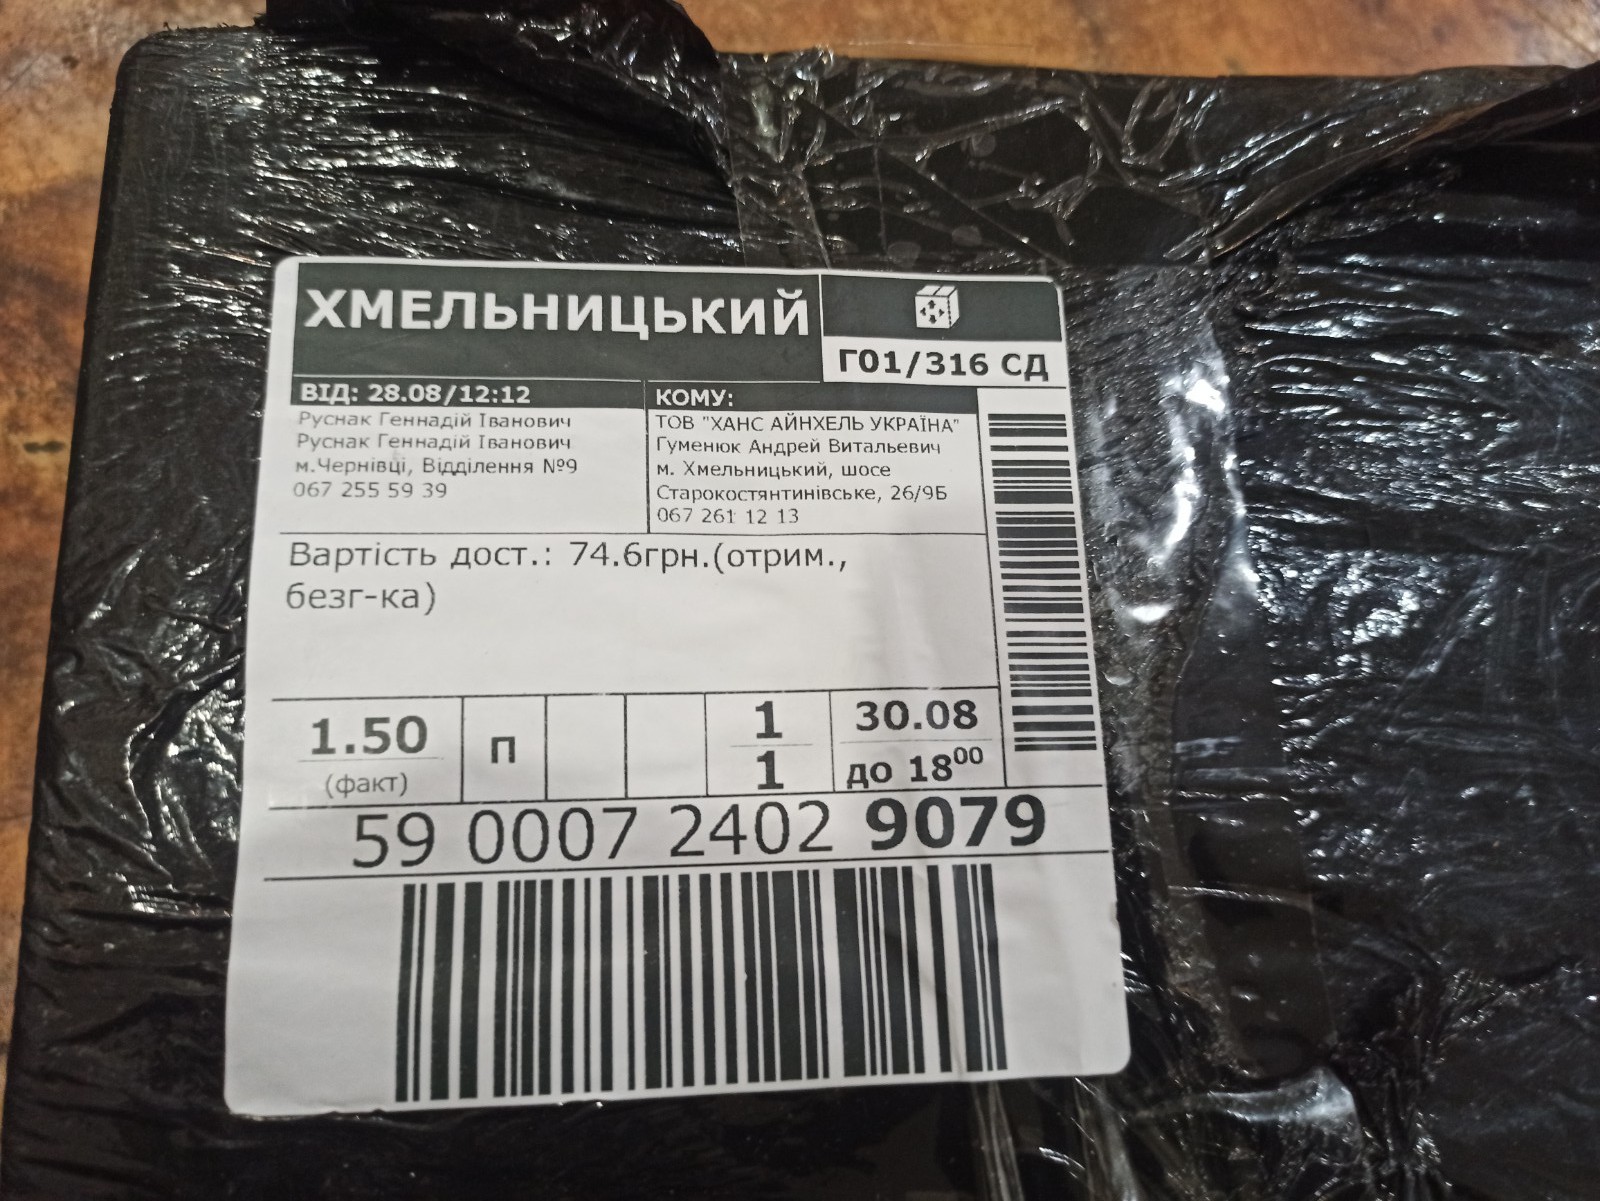 ХМЕЛЬНИЦЬКИЙ
Г01/316 СД
ВІД: 28.08/12:12
Руснак Геннадій Іванович
Руснак Геннадій Іванович
м.Чернівці, Відділення №9
067 255 59 39
КОМУ:
ТОВ "ХАНС АЙНХЕЛЬ УКРАЇНА"
Гуменюк Андрей Витальевич
м. Хмельницький, шосе
Старокостянтинівське, 26/9Б
067 261 12 13
Вартість дост.: 74.6грн.(отрим.,
безг-ка)
1.50
(факт)
П
1
1
30.08
до 18⁰⁰
59 0007 2402 9079